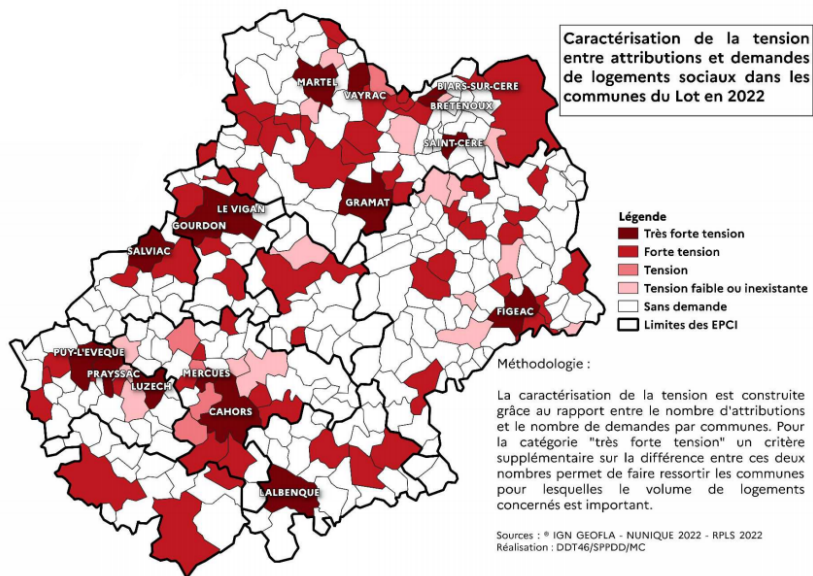 Caractérisation de la tension
entre attributions et demandes
de logements sociaux dans les
communes du Lot en 2022
MARTEL
VAYRAC
BIARS-SUR-CERE
BRETENOUX
SAINT-CERE
LE VIGAN
GRAMAT
GOURDON
SALVIAC
FIGEAC
PUY-L'EVEQUE
PRAYSSAC
LUZECH
MERCUES
CAHORS
LALBENQUE
Légende
Très forte tension
Forte tension
Tension
Tension faible ou inexistante
Sans demande
Limites des EPCI
Méthodologie :
La caractérisation de la tension est construite
grâce au rapport entre le nombre d'attributions
et le nombre de demandes par communes. Pour
la catégorie "très forte tension" un critère
supplémentaire sur la différence entre ces deux
nombres permet de faire ressortir les communes
pour lesquelles le volume de logements
concernés est important.
Sources : ® IGN GEOFLA - NUNIQUE 2022 - RPLS 2022
Réalisation : DDT46/SPPDD/MC